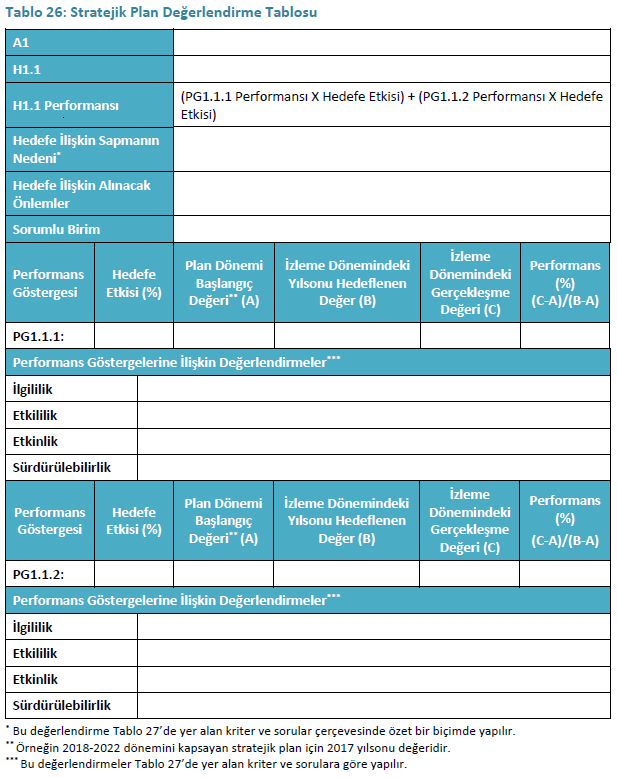 Tablo 26: Stratejik Plan Değerlendirme Tablosu
A1
H1.1
H1.1 Performansı
(PG1.1.1 Performansı X Hedefe Etkisi) + (PG1.1.2 Performansı X Hedefe
Etkisi)
Hedefe İlişkin Sapmanın
Nedeni*
Hedefe İlişkin Alınacak
Önlemler
Sorumlu Birim
Performans
Göstergesi
Hedefe
Etkisi (%)
Plan Dönemi
Başlangıç
Değeri** (A)
İzleme Dönemindeki
Yılsonu Hedeflenen
Değer (B)
İzleme
Dönemindeki
Gerçekleşme
Değeri (C)
Performans
(%)
(C-A)/(B-A)
PG1.1.1:
Performans Göstergelerine İlişkin Değerlendirmeler***
İlgililik
Etkililik
Etkinlik
Sürdürülebilirlik
Performans
Göstergesi
Hedefe
Etkisi (%)
Plan Dönemi
Başlangıç
Değeri** (A)
İzleme Dönemindeki
Yılsonu Hedeflenen
Değer (B)
İzleme
Dönemindeki
Gerçekleşme
Değeri (C)
Performans
(%)
(C-A)/(B-A)
PG1.1.2:
Performans Göstergelerine İlişkin Değerlendirmeler***
İlgililik
Etkililik
Etkinlik
Sürdürülebilirlik
* Bu değerlendirme Tablo 27’de yer alan kriter ve sorular çerçevesinde özet bir biçimde yapılır.
** Örneğin 2018-2022 dönemini kapsayan stratejik plan için 2017 yılsonu değeridir.
*** Bu değerlendirmeler Tablo 27’de yer alan kriter ve sorulara göre yapılır.